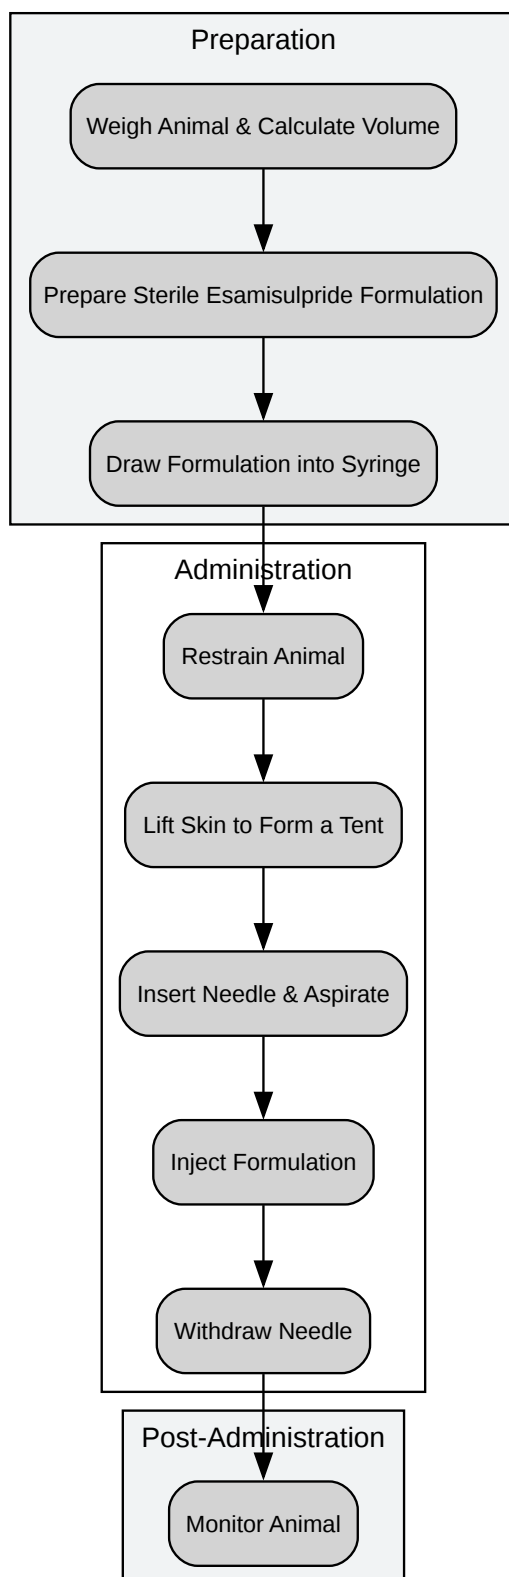 Preparation
Weigh Animal & Calculate Volume
Prepare Sterile Esamisulpride Formulation
Draw Formulation into Syringe
Administration
Restrain Animal
Lift Skin to Form a Tent
Insert Needle & Aspirate
Inject Formulation
Withdraw Needle
Post-Administration
Monitor Animal